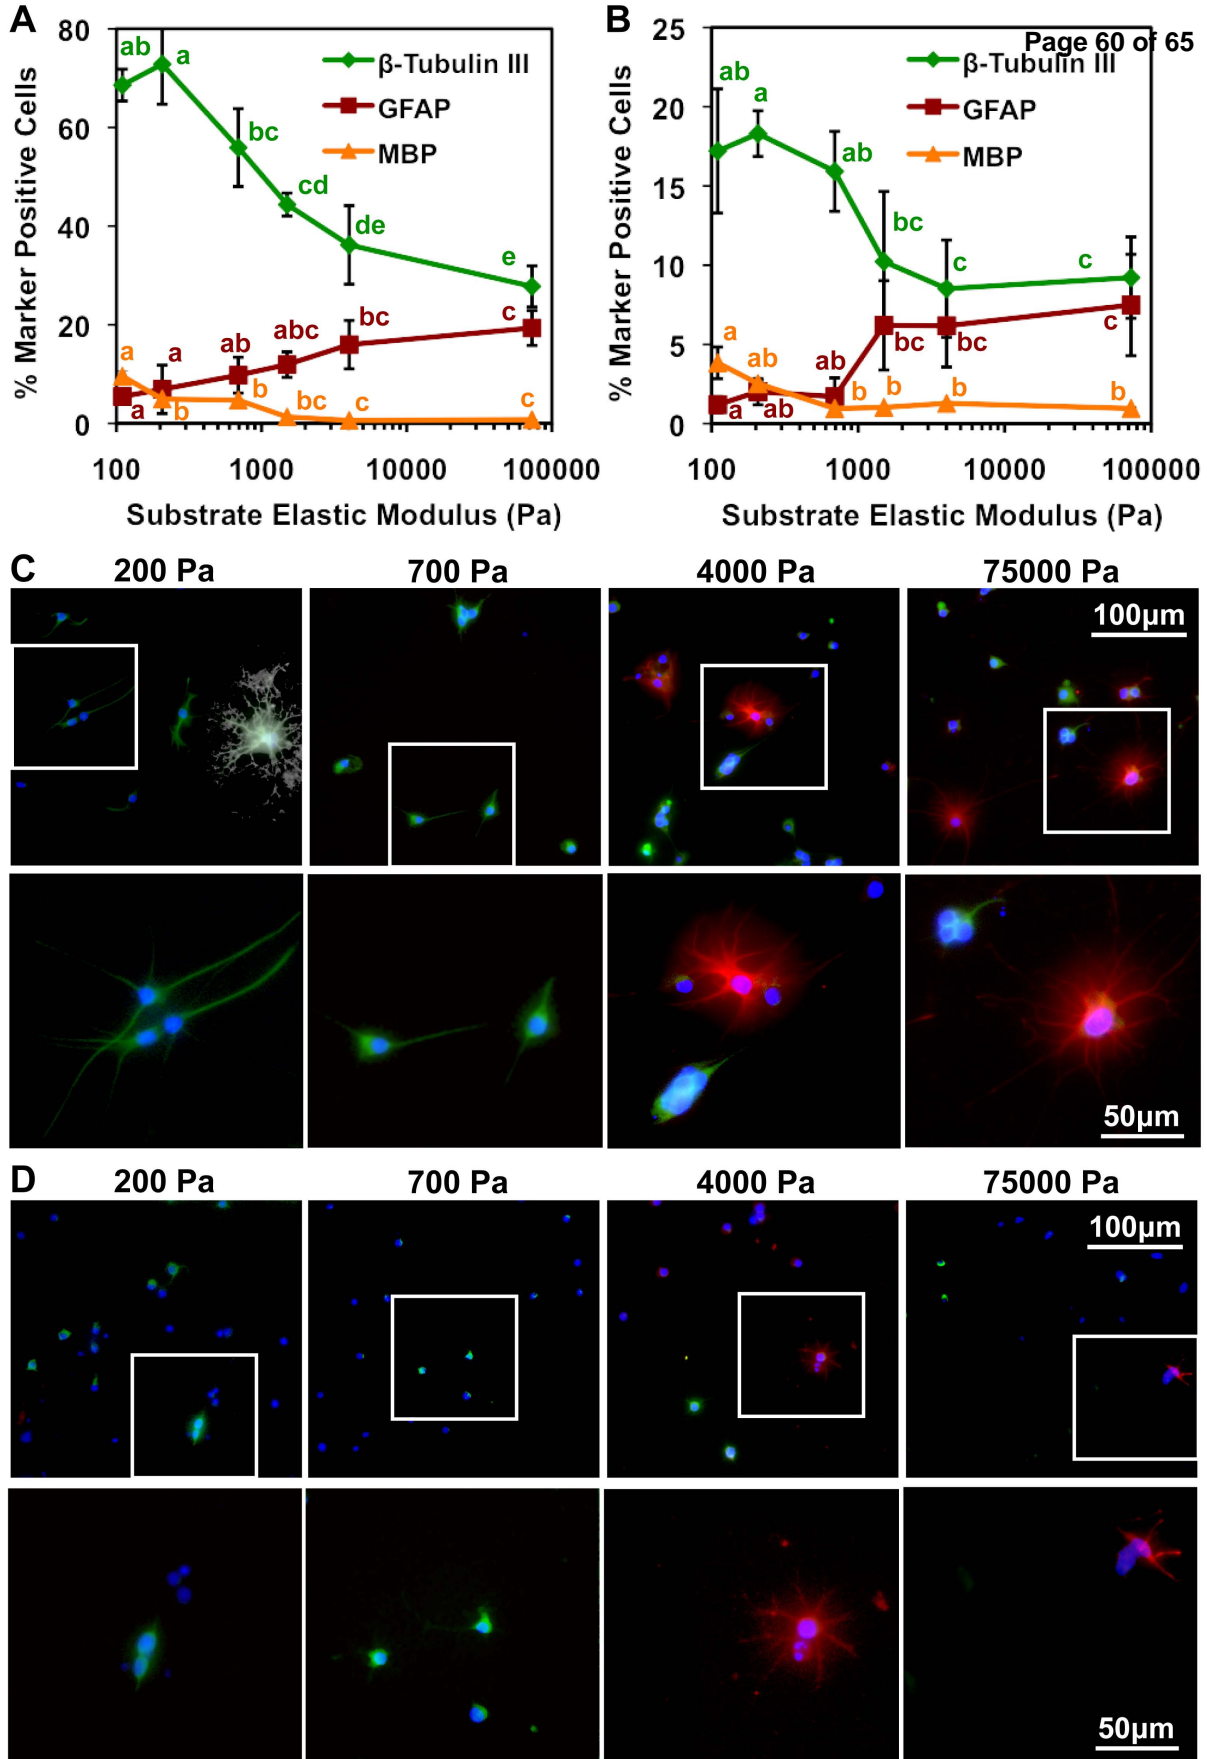 A
B
Page 60 of 65
80
60
40
20
0
% Marker Positive Cells
β-Tubulin III
GFAP
MBP
ab
a
bc
cd
de
e
a
a
ab
abc
bc
c
a
b
b
bc
c
c
100
1000
10000
100000
Substrate Elastic Modulus (Pa)
25
20
15
10
5
0
% Marker Positive Cells
β-Tubulin III
GFAP
MBP
ab
a
ab
bc
c
c
a
ab
ab
bc
bc
c
a
ab
b
b
b
b
100
1000
10000
100000
Substrate Elastic Modulus (Pa)
C
200 Pa
700 Pa
4000 Pa
75000 Pa
100μm
50μm
D
200 Pa
700 Pa
4000 Pa
75000 Pa
100μm
50μm